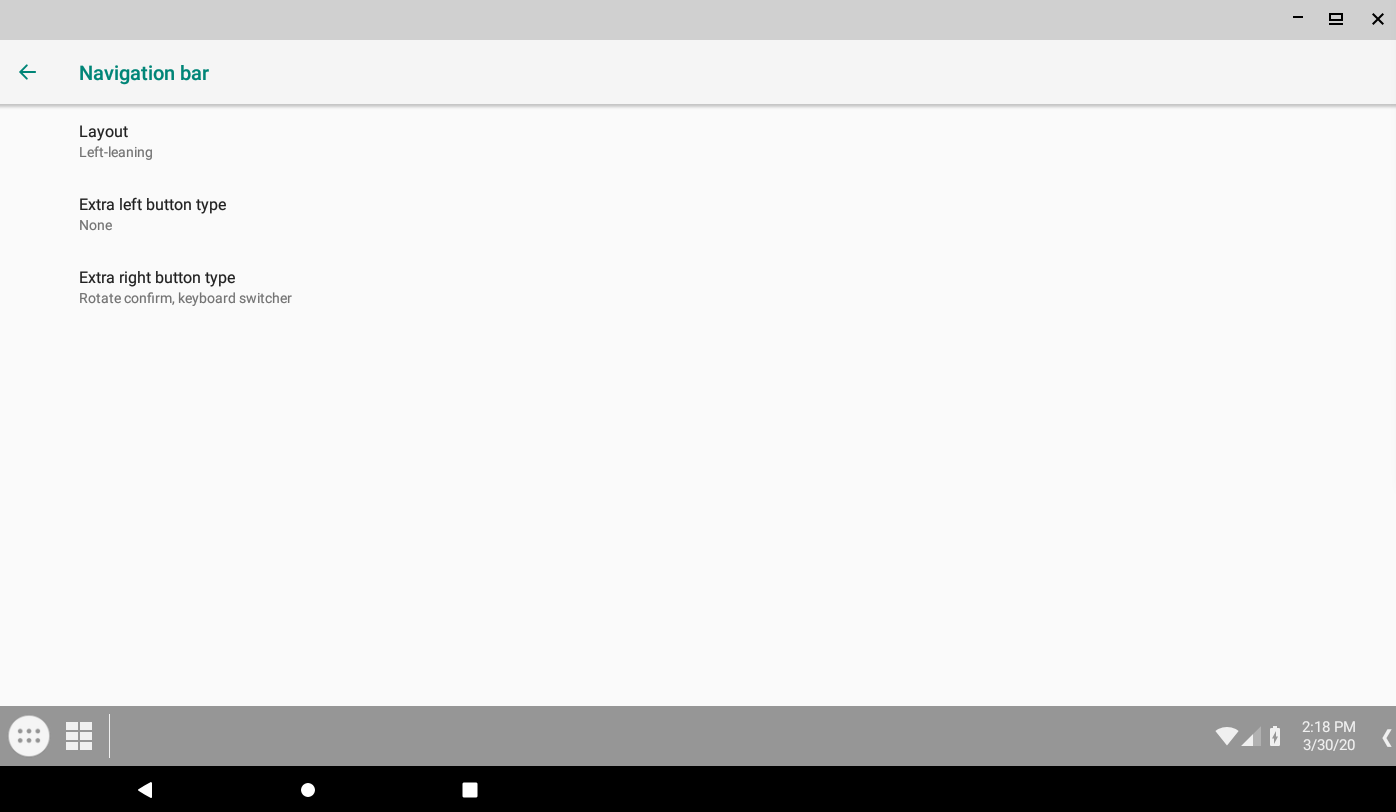 Navigation bar
Layout
Left-leaning
Extra left button type
None
Extra right button type
Rotate confirm, keyboard switcher
2:18 PM
3/30/20